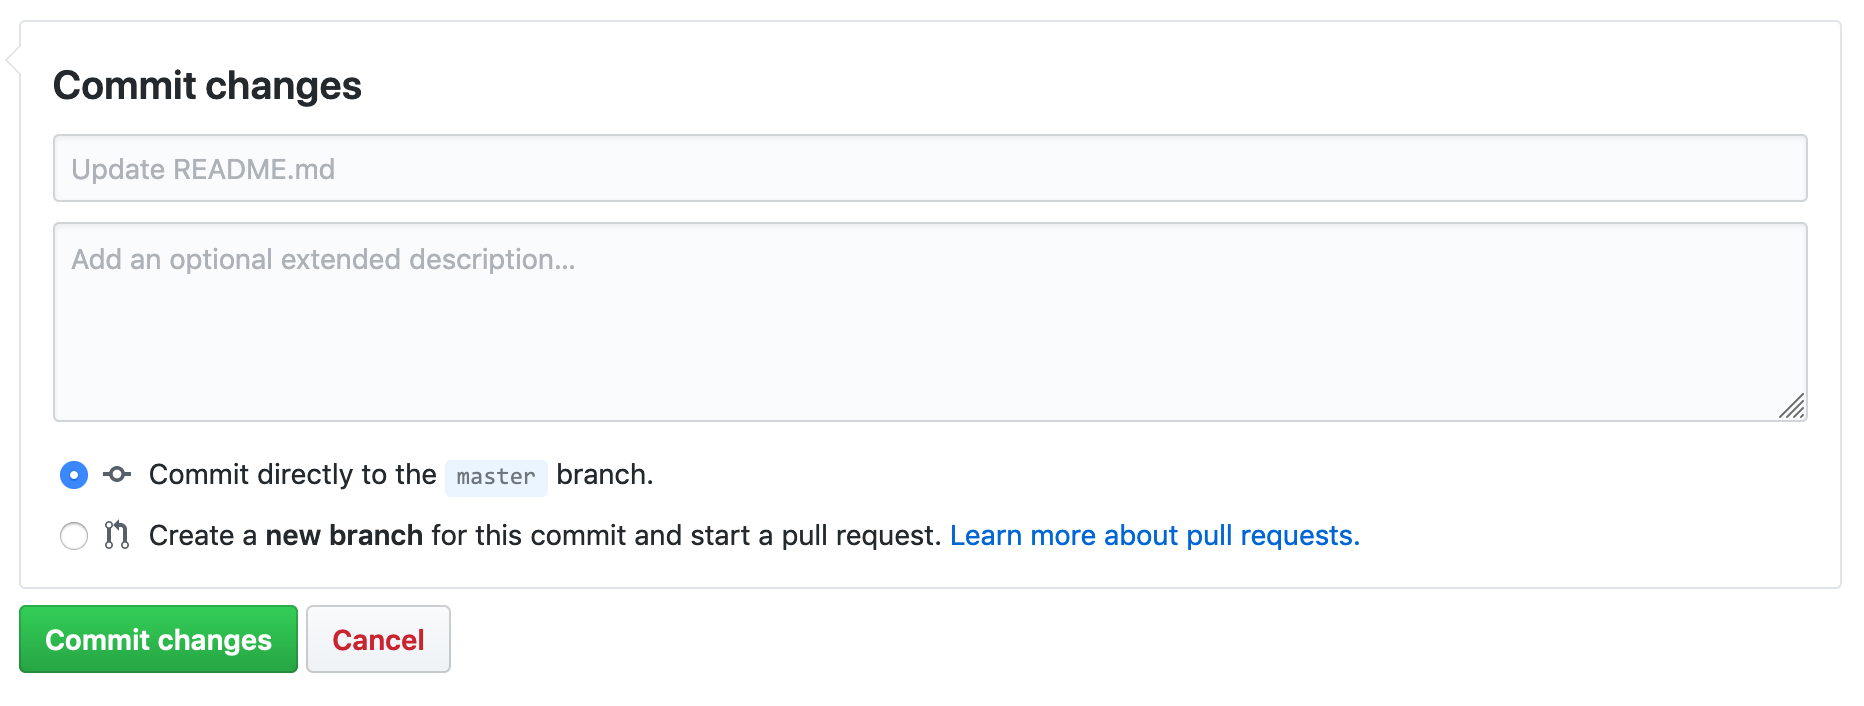 Commit changes
Update README.md
Add an optional extended description...
Commit directly to the master branch.
Create a new branch for this commit and start a pull request. Learn more about pull requests.
Commit changes Cancel